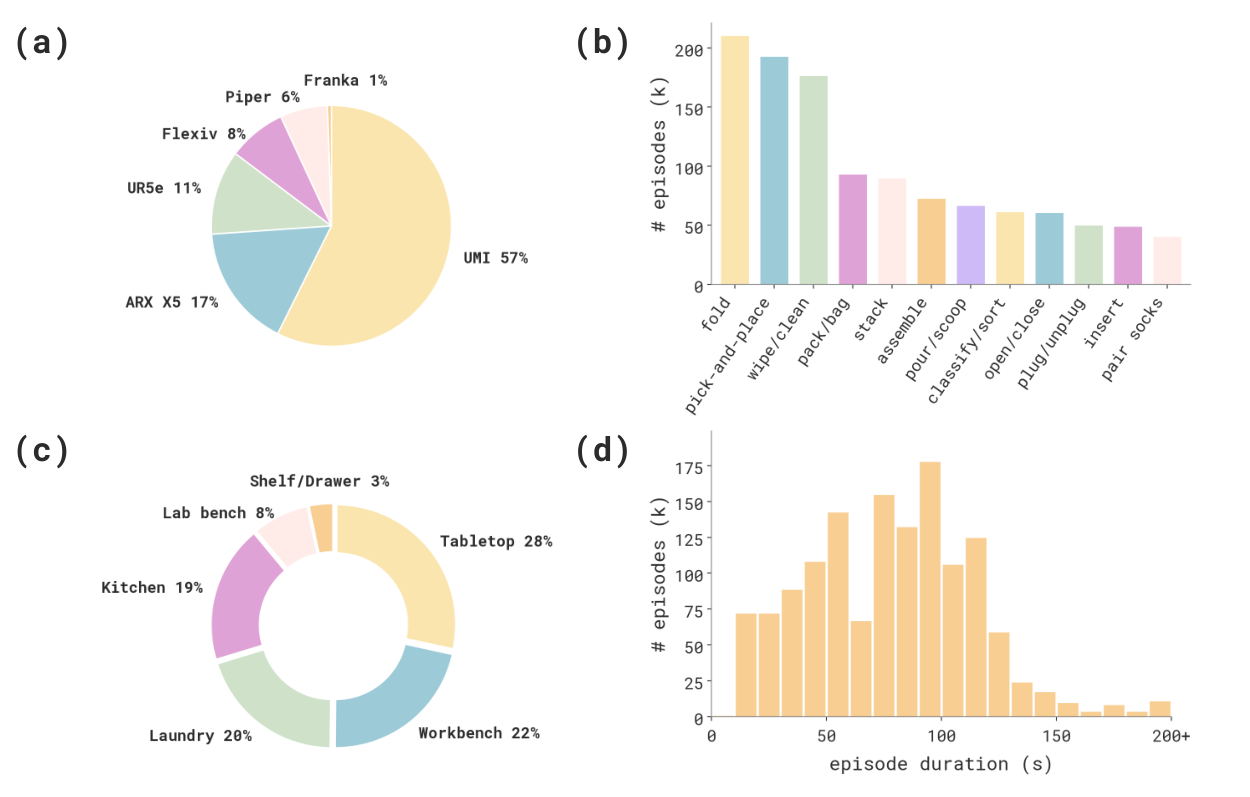 (a)
Franka 1%
Piper 6%
Flexiv 8%
UR5e 11%
UMI 57%
ARX X5 17%
(b)
# episodes (k)
200
150
100
50
0
fold
pick-and-place
wipe/clean
pack/bag
stack
assemble
pour/scoop
classify/sort
open/close
plug/unplug
insert
pair socks
(c)
Shelf/Drawer 3%
Lab bench 8%
Tabletop 28%
Kitchen 19%
Laundry 20%
Workbench 22%
(d)
# episodes (k)
175
150
125
100
75
50
25
0
0 50 100 150 200+
episode duration (s)